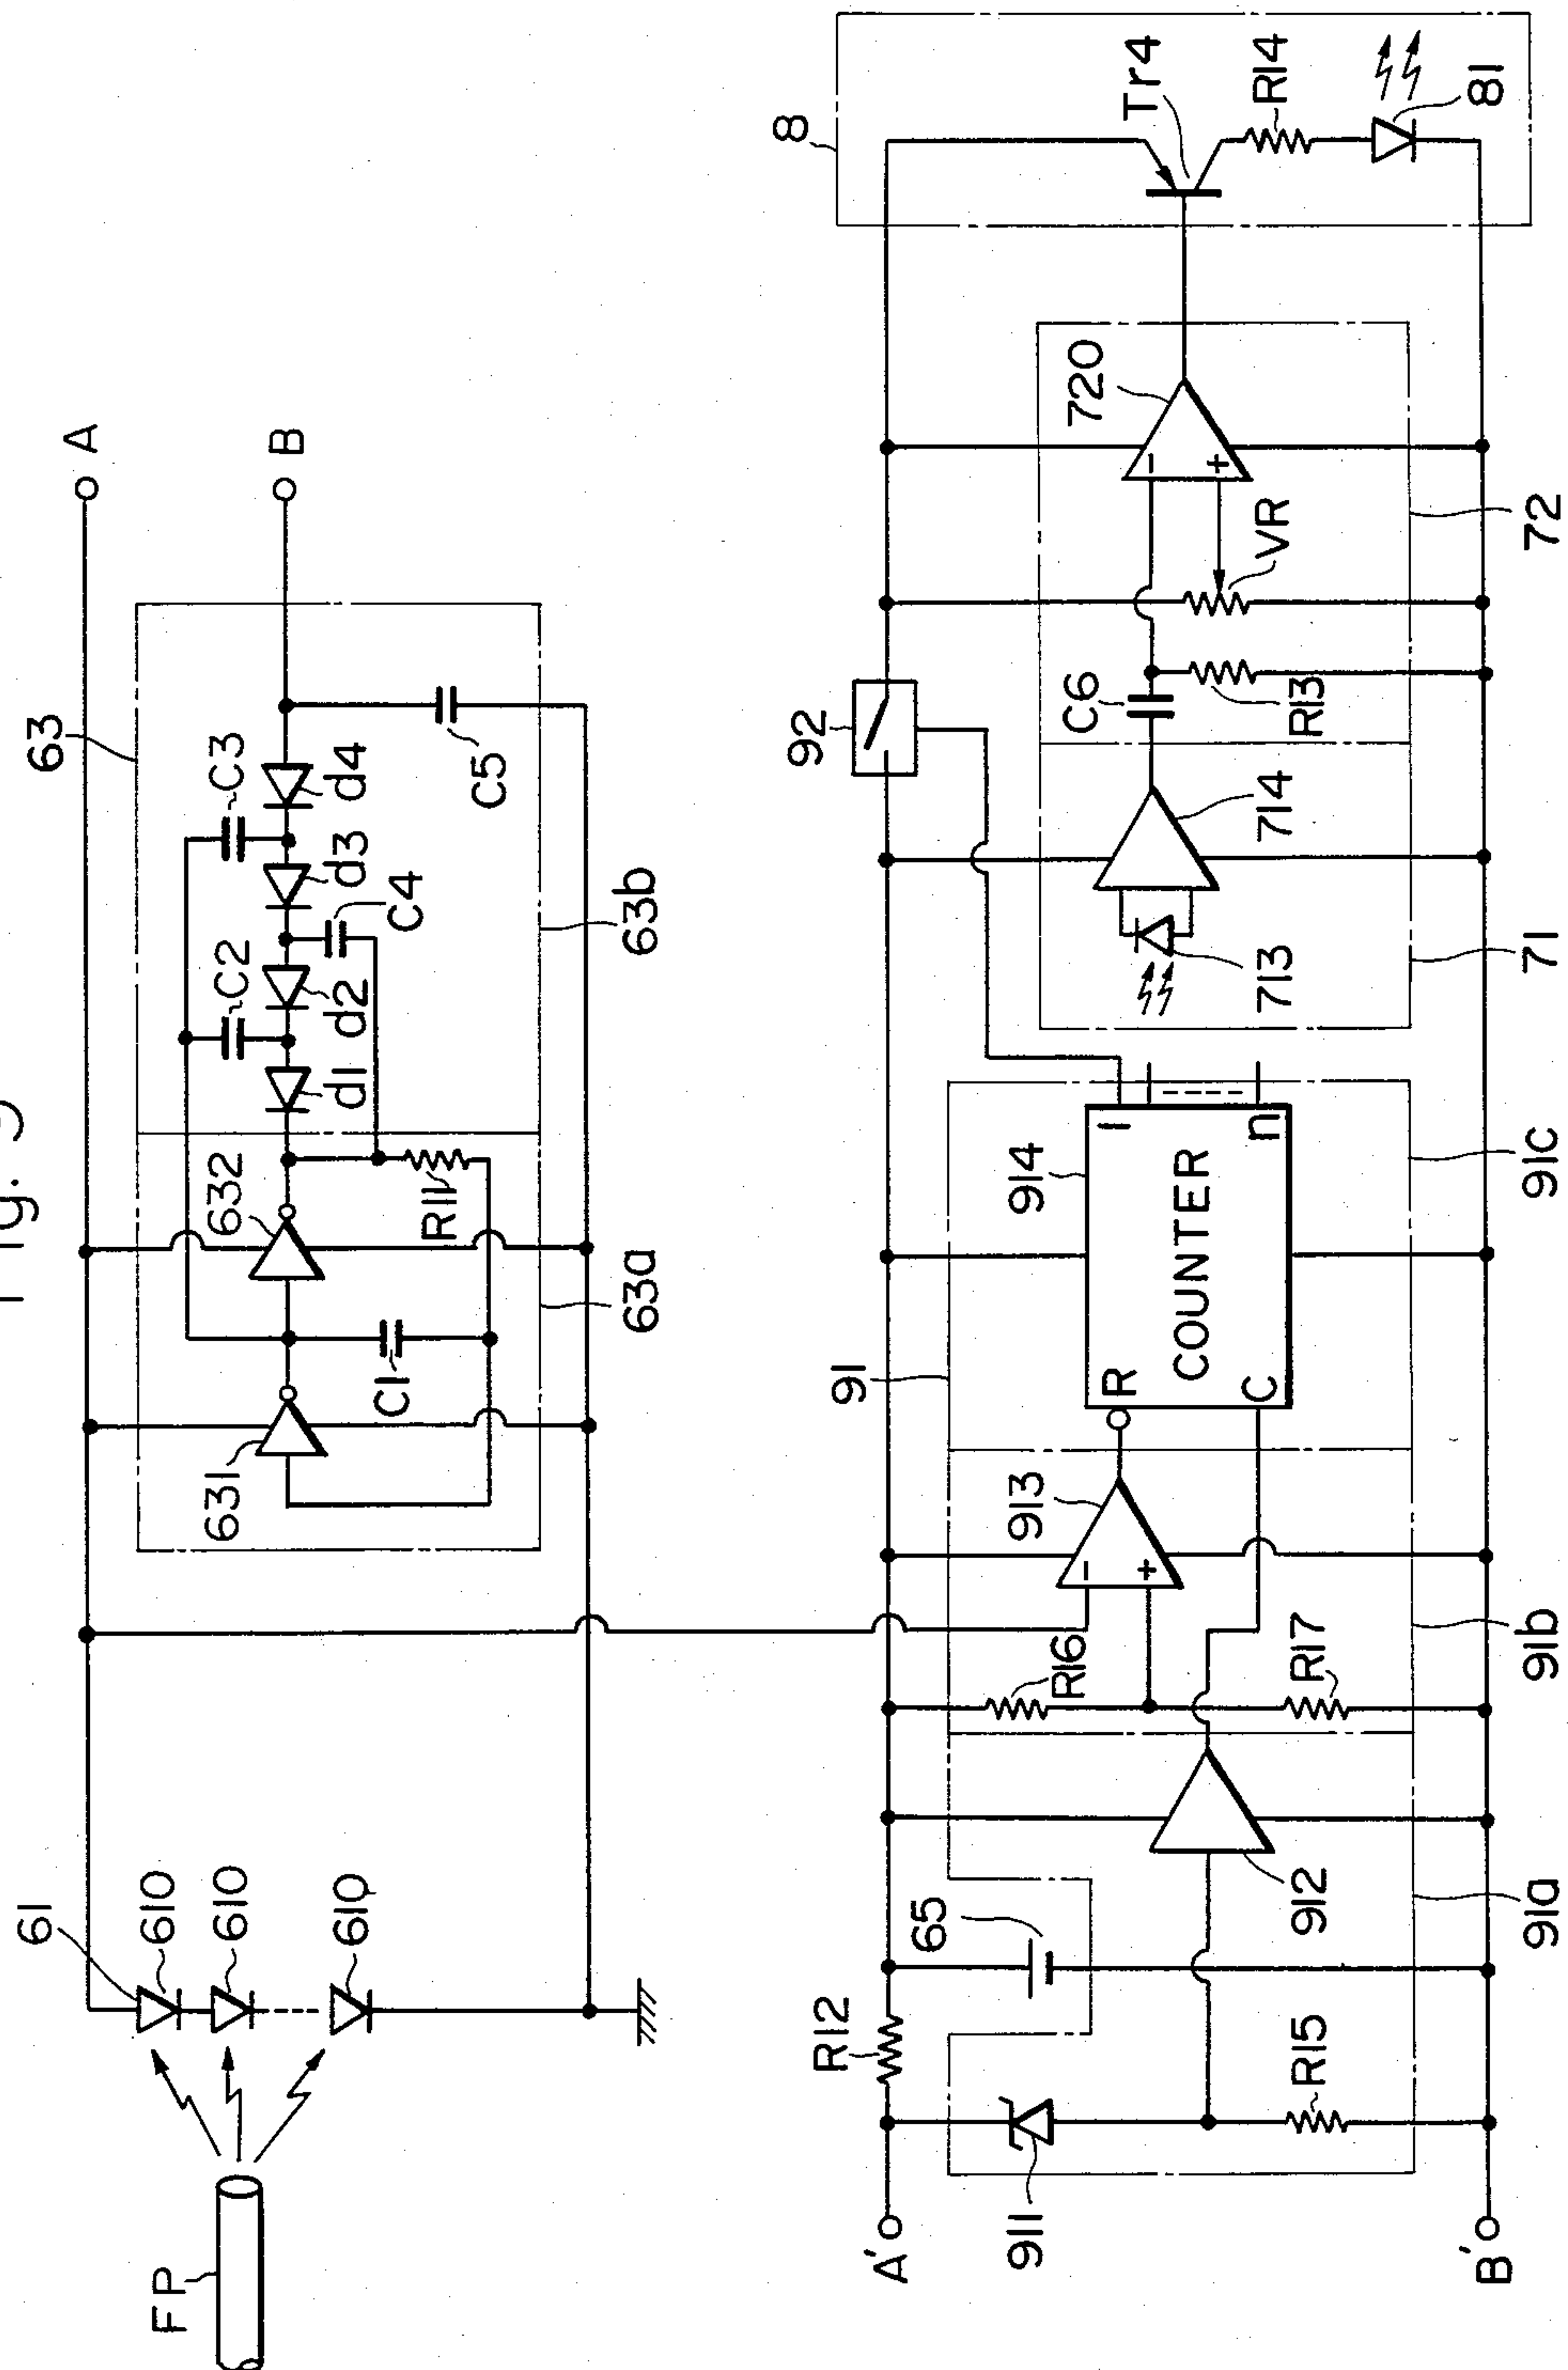 Fig. 9
FP
61
610
610
610
A
B
63
631
632
C1
R11
63a
d1
d2
d3
d4
C2
C3
C4
C5
63b
A'
B'
R12
65
911
R15
912
91a
R16
R17
913
91b
91
- +
R
C
COUNTER
1
n
914
91c
92
713
714
71
C6
R13
VR
- +
720
72
8
Tr4
R14
81